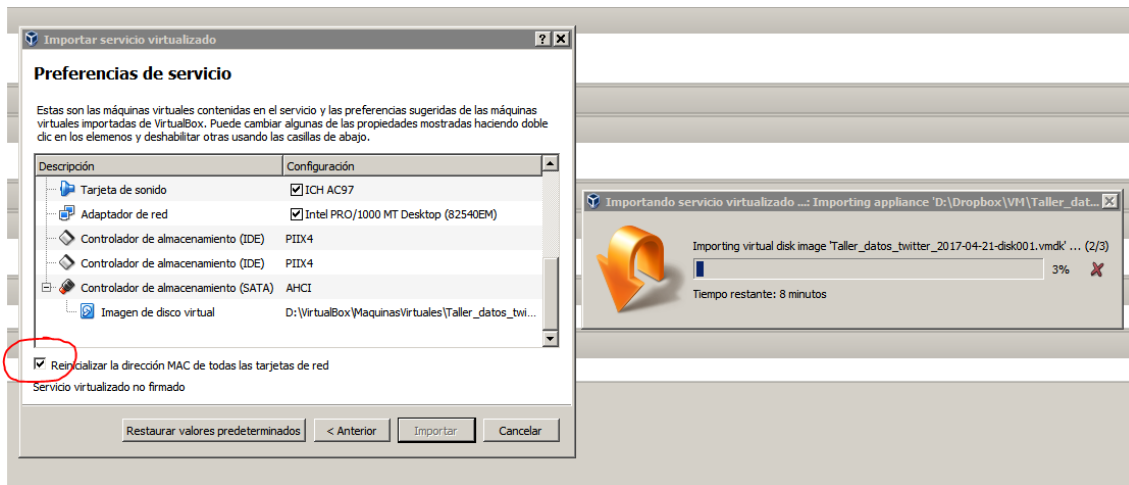 Importar servicio virtualizado
Preferencias de servicio
Estas son las máquinas virtuales contenidas en el servicio y las preferencias sugeridas de las máquinas
virtuales importadas de VirtualBox. Puede cambiar algunas de las propiedades mostradas haciendo doble
clic en los elemenos y deshabilitar otras usando las casillas de abajo.
Descripción Configuración
Tarjeta de sonido ICH AC97
Adaptador de red Intel PRO/1000 MT Desktop (82540EM)
Controlador de almacenamiento (IDE) PIIX4
Controlador de almacenamiento (IDE) PIIX4
Controlador de almacenamiento (SATA) AHCI
Imagen de disco virtual D:\VirtualBox\MaquinasVirtuales\Taller_datos_twi...
Reinicializar la dirección MAC de todas las tarjetas de red
Servicio virtualizado no firmado
Restaurar valores predeterminados < Anterior Importar Cancelar
Importando servicio virtualizado ...: Importing appliance 'D:\Dropbox\VM\Taller_dat...
Importing virtual disk image 'Taller_datos_twitter_2017-04-21-disk001.vmdk' ... (2/3)
3%
Tiempo restante: 8 minutos